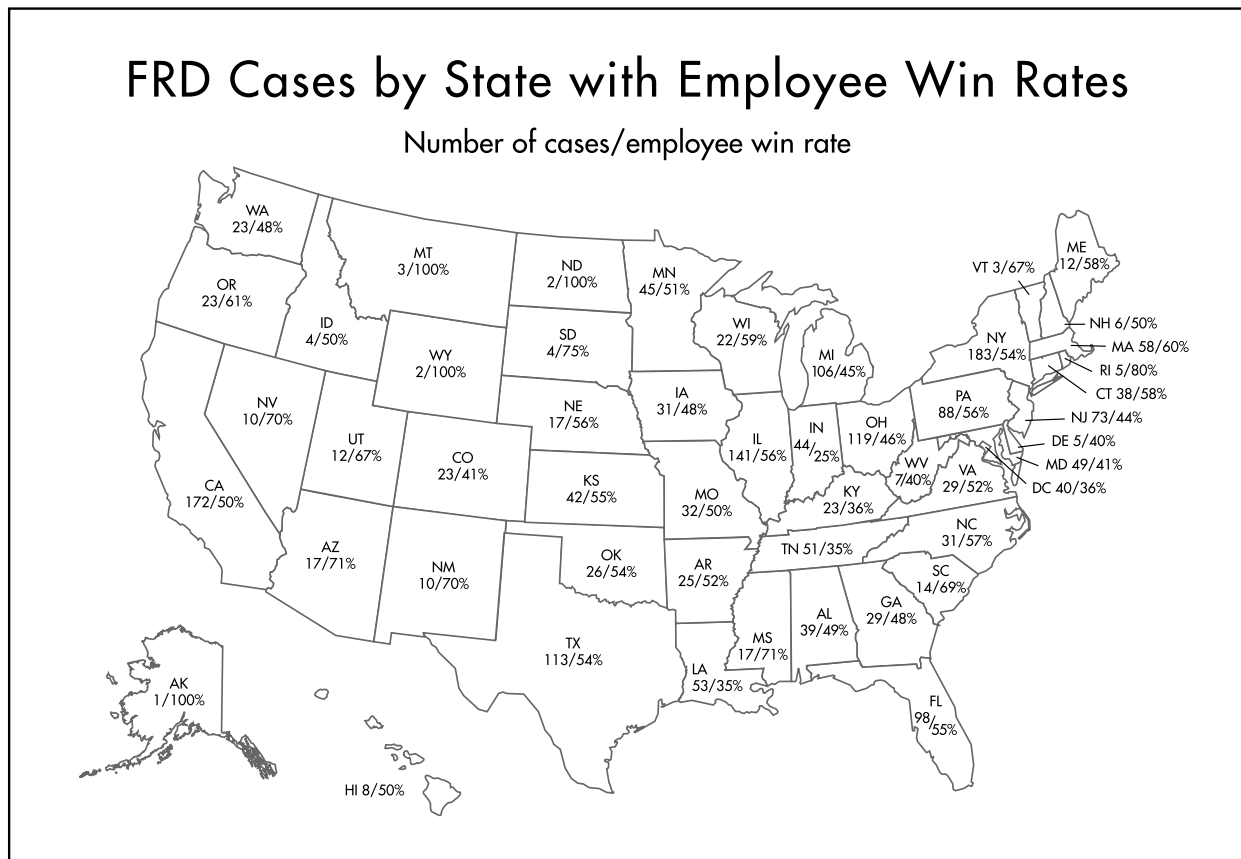 FRD Cases by State with Employee Win Rates
Number of cases/employee win rate
WA
23/48%
OR
23/61%
ID
4/50%
MT
3/100%
ND
2/100%
MN
45/51%
SD
4/75%
WY
2/100%
WI
22/59%
MI
106/45%
NY
183/54%
VT 3/67%
ME
12/58%
NH 6/50%
MA 58/60%
RI 5/80%
CT 38/58%
NJ 73/44%
DE 5/40%
MD 49/41%
DC 40/36%
PA
88/56%
NV
10/70%
UT
12/67%
CO
23/41%
NE
17/56%
IA
31/48%
KS
42/55%
MO
32/50%
IL
141/56%
IN
44/25%
OH
119/46%
WV
7/40%
VA
29/52%
KY
23/36%
CA
172/50%
AZ
17/71%
NM
10/70%
OK
26/54%
AR
25/52%
TN 51/35%
NC
31/57%
SC
14/69%
GA
29/48%
AL
39/49%
MS
17/71%
LA
53/35%
TX
113/54%
FL
98/55%
AK
1/100%
HI 8/50%